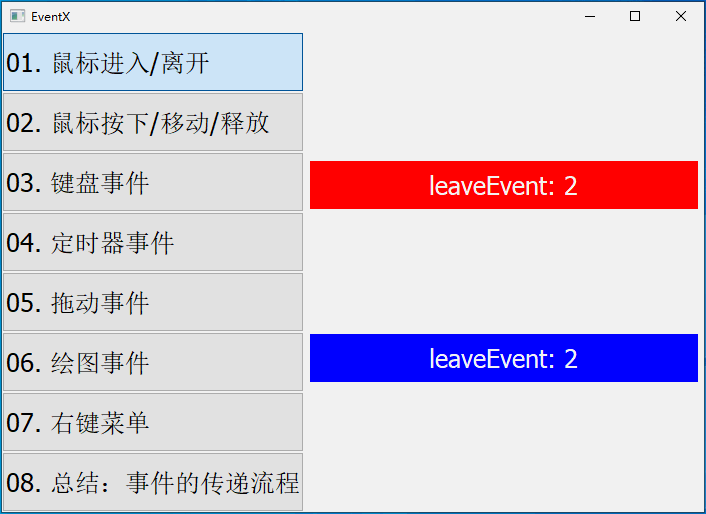 EventX
01. 鼠标进入/离开
02. 鼠标按下/移动/释放
03. 键盘事件
04. 定时器事件
05. 拖动事件
06. 绘图事件
07. 右键菜单
08. 总结：事件的传递流程
leaveEvent: 2
leaveEvent: 2